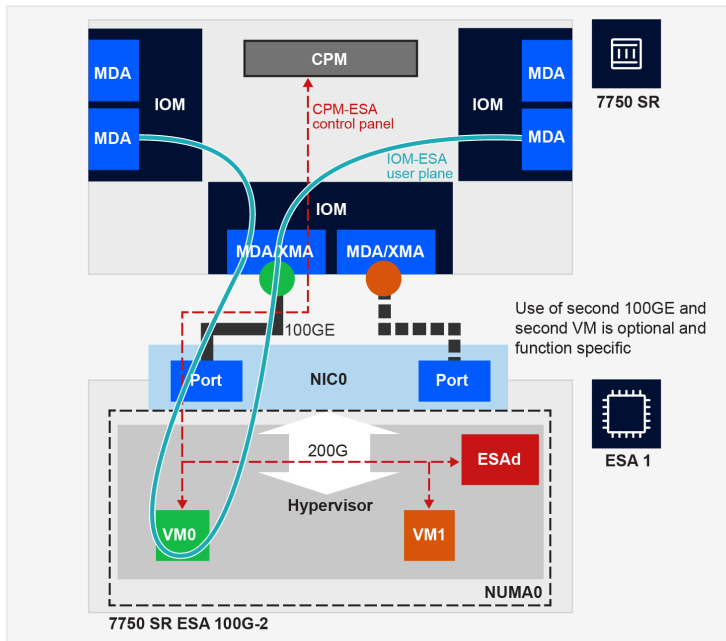 CPM
MDA
MDA
IOM
IOM
MDA
MDA
7750 SR
CPM-ESA
control panel
IOM-ESA
user plane
IOM
MDA/XMA
MDA/XMA
100GE
Use of second 100GE and
second VM is optional and
function specific
Port
NIC0
Port
200G
ESAd
ESA 1
Hypervisor
VM0
VM1
NUMA0
7750 SR ESA 100G-2